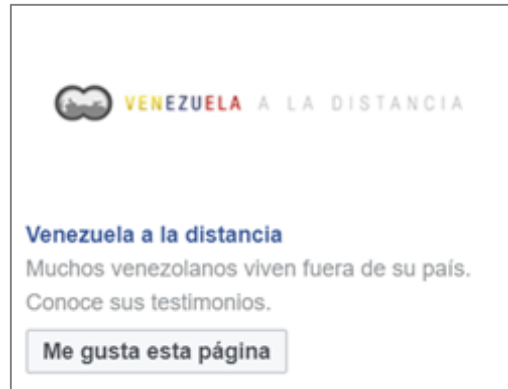 VENEZUELA A LA DISTANCIA
Venezuela a la distancia
Muchos venezolanos viven fuera de su país.
Conoce sus testimonios.
Me gusta esta página